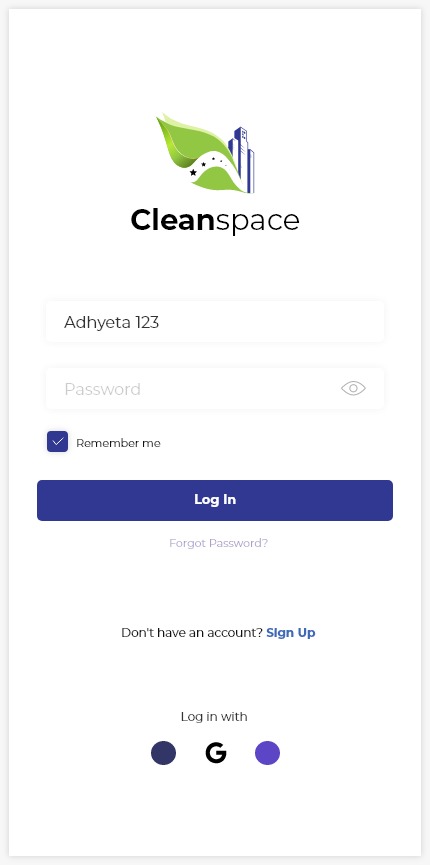 Cleanspace
Adhyeta 123
Password
Remember me
Log In
Forgot Password?
Don't have an account? Sign Up
Log in with
G